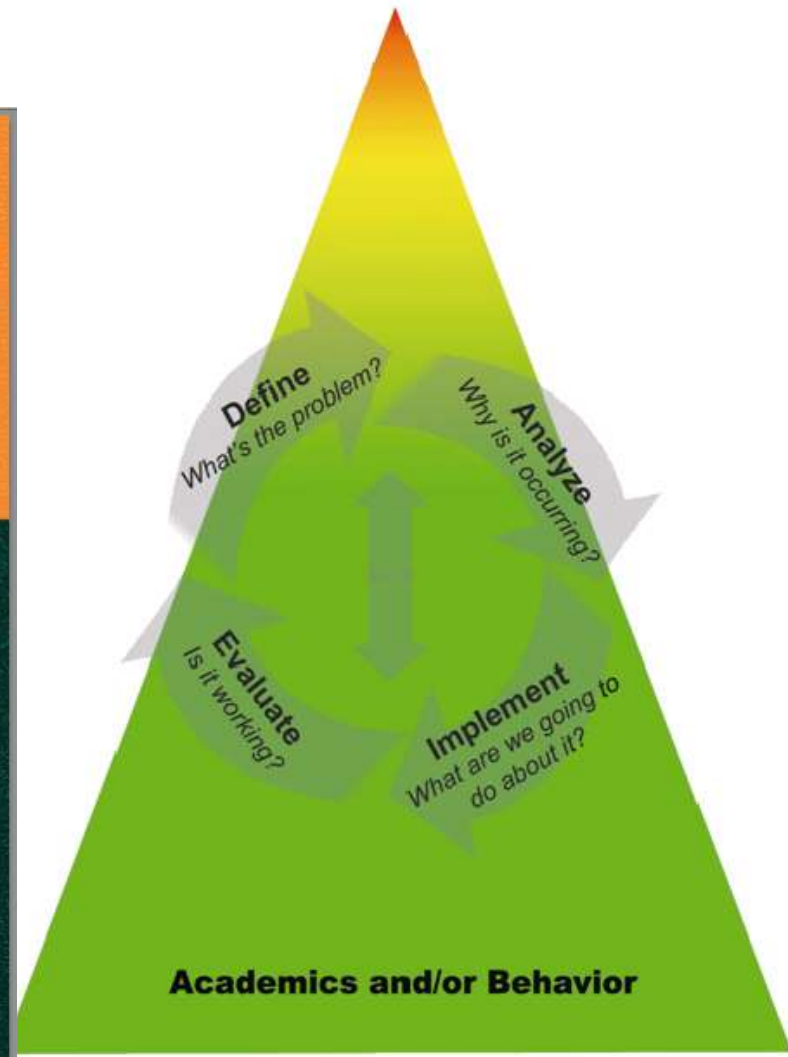 Define
What's the problem?
Analyze
Why is it occurring?
Implement
What are we going to
do about it?
Evaluate
Is it working?
Academics and/or Behavior